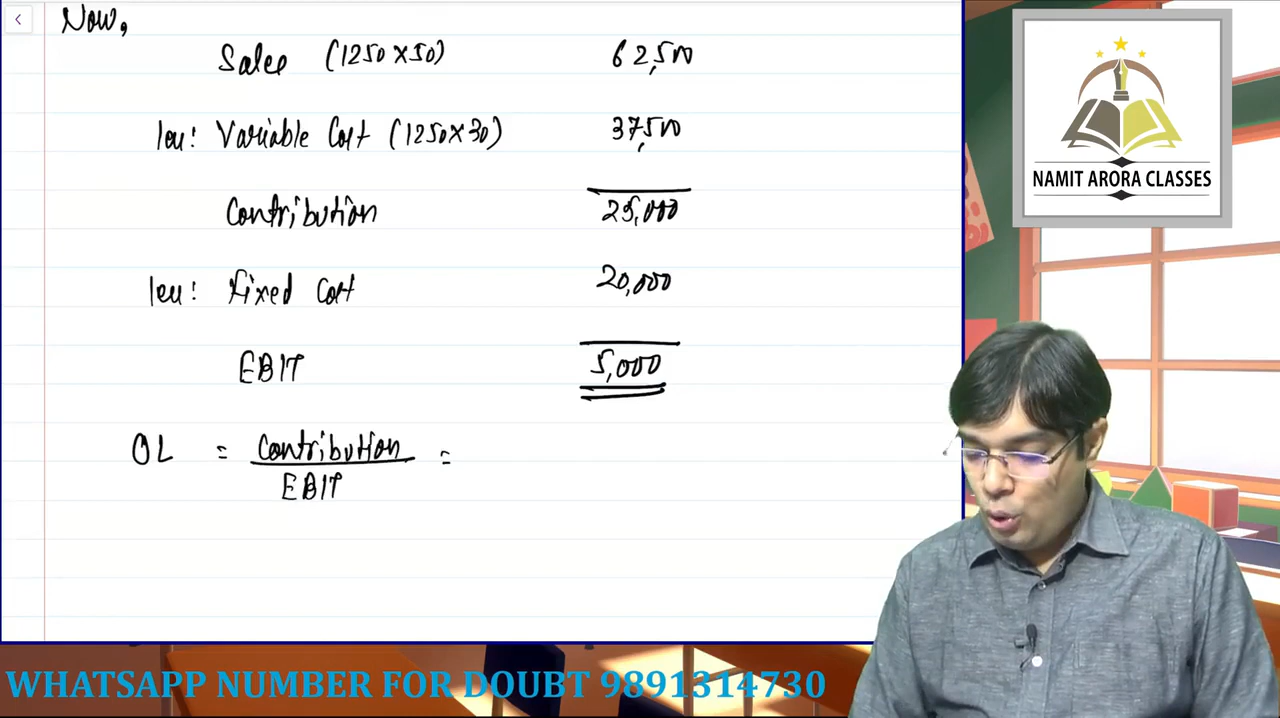 Now,
Sales (1250 × 50) 62,500
less: Variable Cost (1250 × 30) 37,500
Contribution 25,000
less: Fixed Cost 20,000
EBIT 5,000
OL = Contribution / EBIT =
NAMIT ARORA CLASSES
WHATSAPP NUMBER FOR DOUBT 9891314730